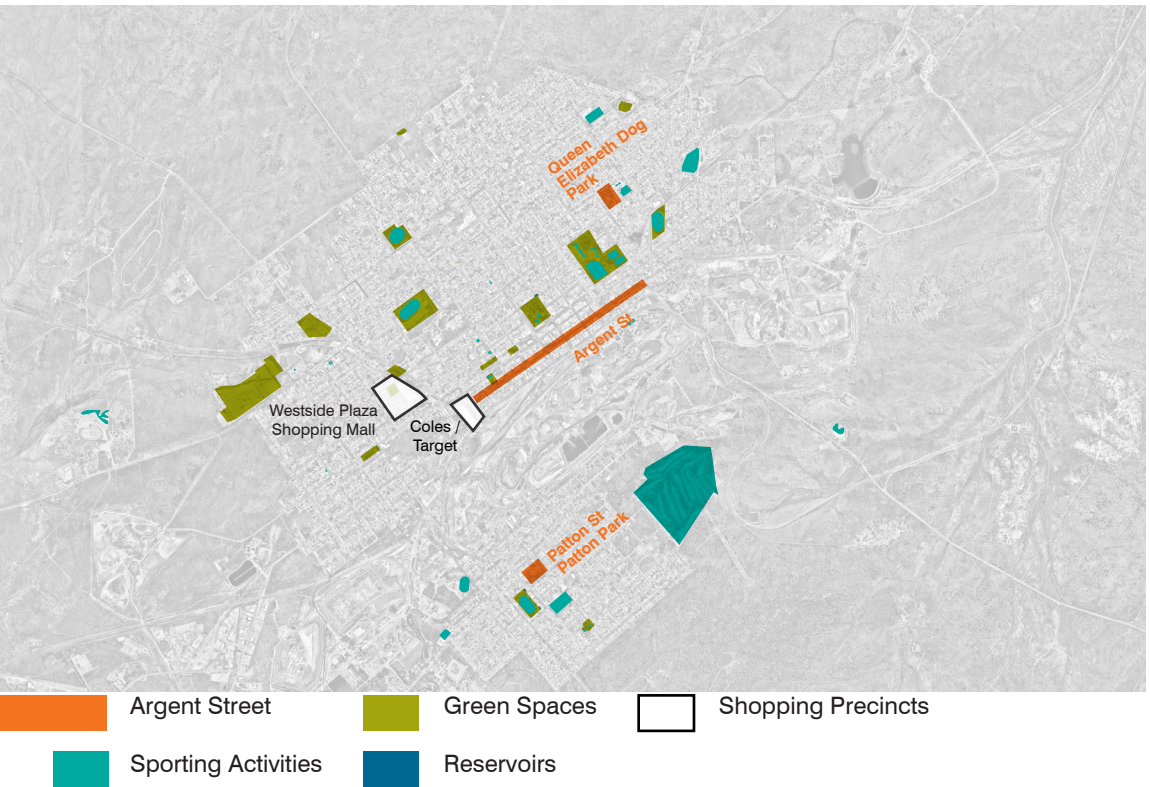 Queen
Elizabeth Dog
Park
Argent St
Westside Plaza
Shopping Mall
Coles /
Target
Patton St
Patton Park
Argent Street
Green Spaces
Shopping Precincts
Sporting Activities
Reservoirs